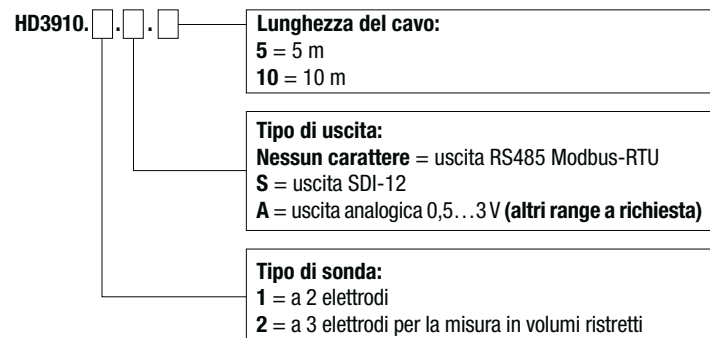 HD3910. . .
Lunghezza del cavo:
5 = 5 m
10 = 10 m
Tipo di uscita:
Nessun carattere = uscita RS485 Modbus-RTU
S = uscita SDI-12
A = uscita analogica 0,5…3 V (altri range a richiesta)
Tipo di sonda:
1 = a 2 elettrodi
2 = a 3 elettrodi per la misura in volumi ristretti